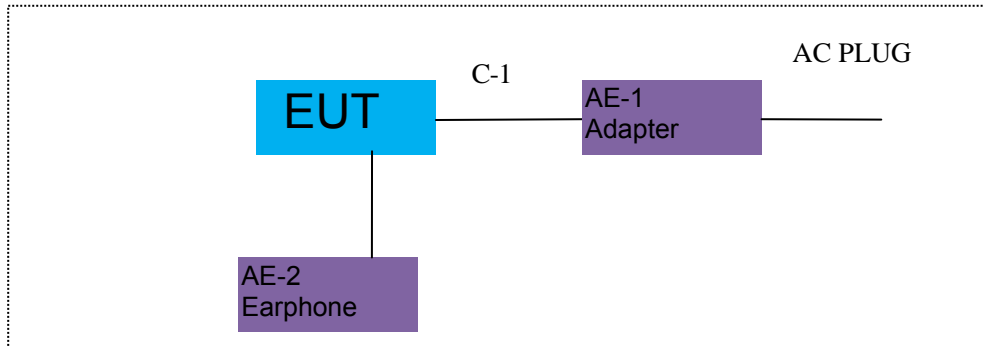 AC PLUG
C-1
EUT
AE-1
Adapter
AE-2
Earphone